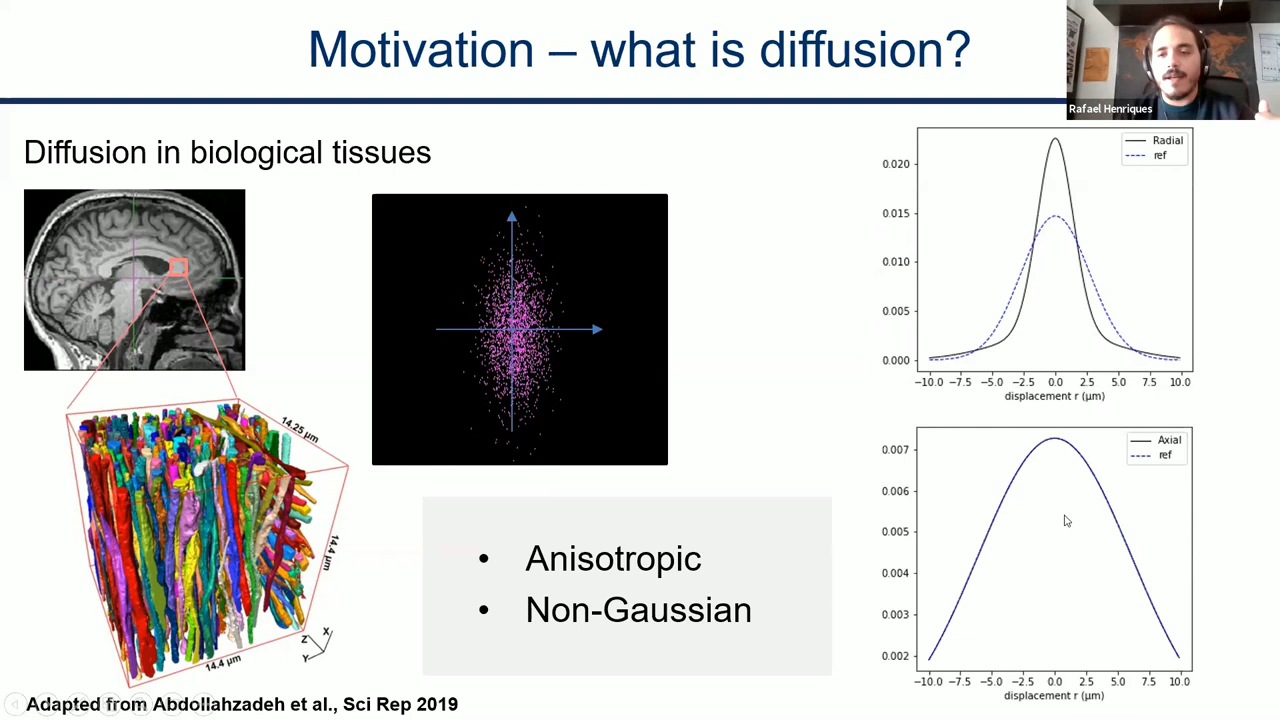 Motivation – what is diffusion?
Rafael Henriques
Diffusion in biological tissues
14.25 µm
14.4 µm
14.4 µm
X
Z
Y
Anisotropic
Non-Gaussian
Adapted from Abdollahzadeh et al., Sci Rep 2019
Radial
ref
0.020
0.015
0.010
0.005
0.000
−10.0 −7.5 −5.0 −2.5 0.0 2.5 5.0 7.5 10.0
displacement r (µm)
Axial
ref
0.007
0.006
0.005
0.004
0.003
0.002
−10.0 −7.5 −5.0 −2.5 0.0 2.5 5.0 7.5 10.0
displacement r (µm)